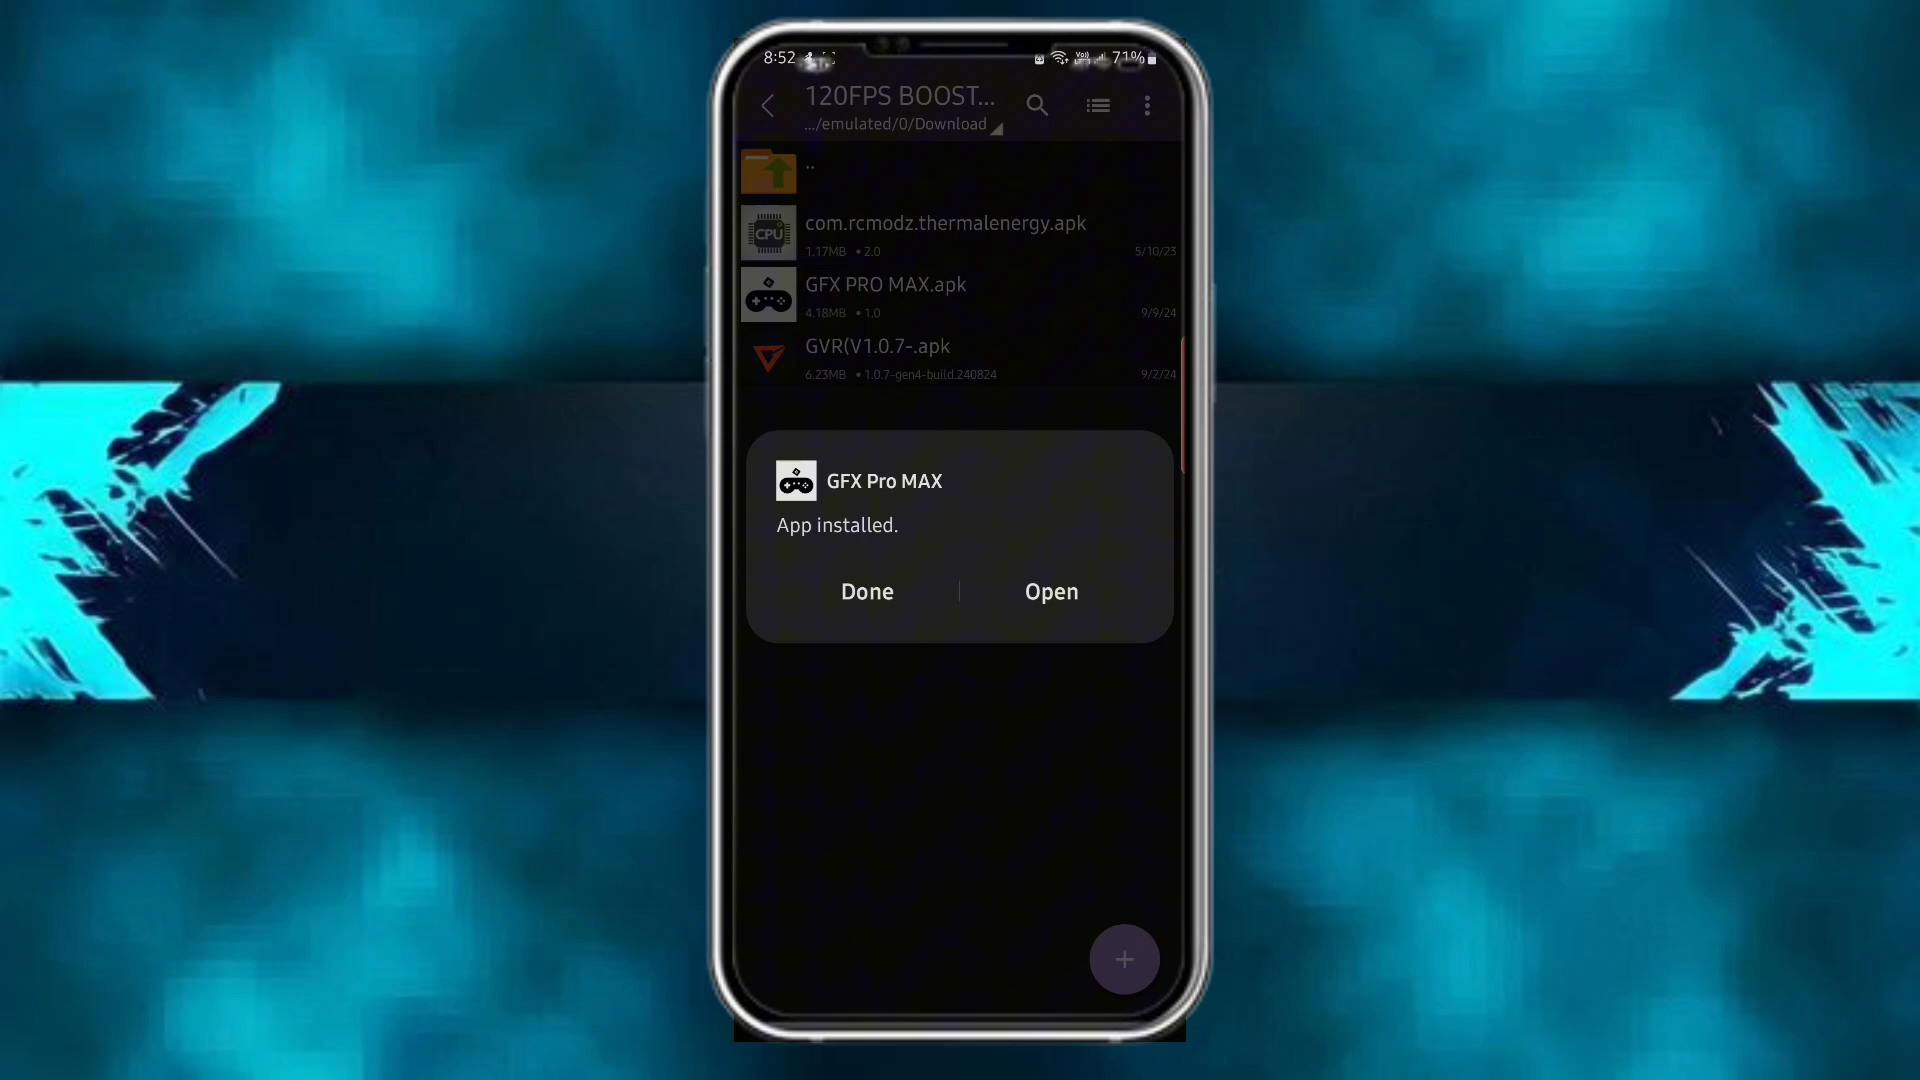 8:52
71%
120FPS BOOST...
.../emulated/0/Download
..
com.rcmodz.thermalenergy.apk
1.17MB • 2.0
5/10/23
CPU
GFX PRO MAX.apk
4.18MB • 1.0
9/9/24
GVR(V1.0.7-.apk
6.23MB • 1.0.7-gen4-build.240824
9/2/24
GFX Pro MAX
App installed.
Done
Open
+